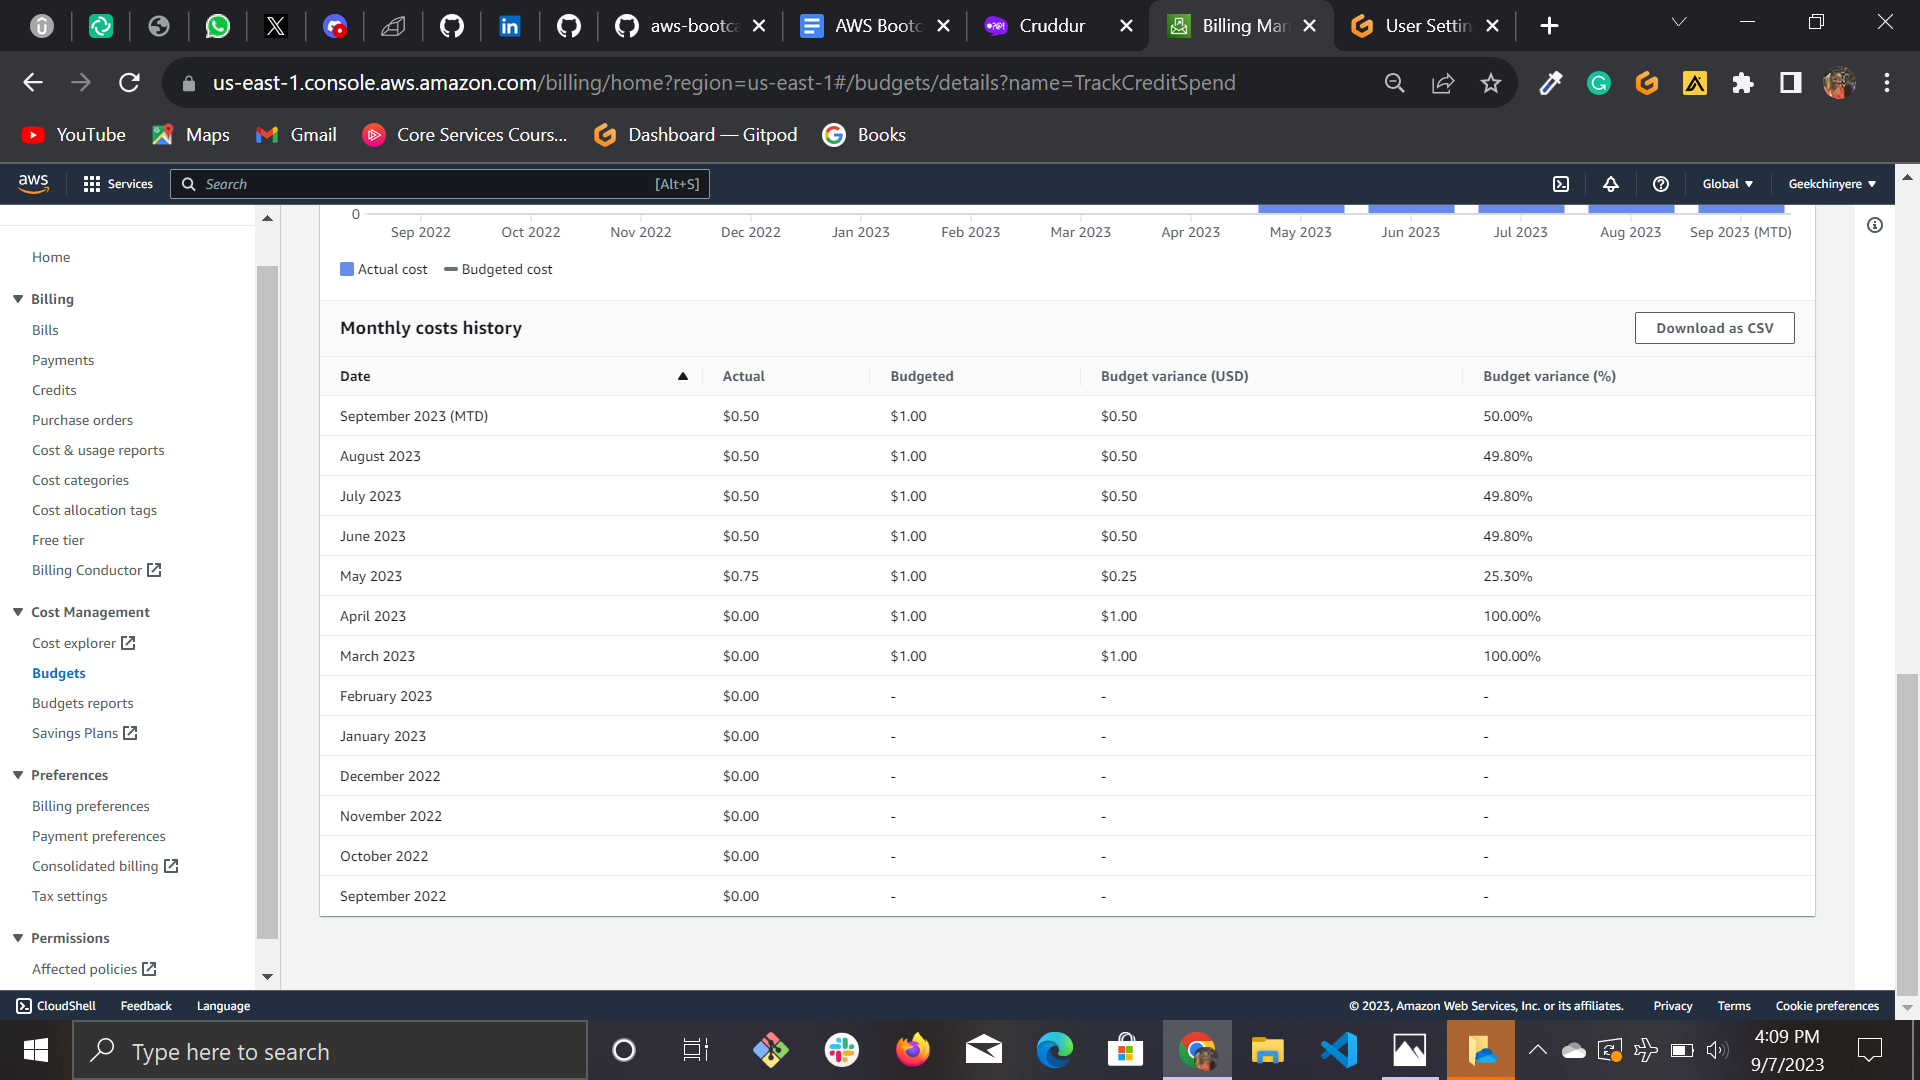 aws-bootca
AWS Bootc
Cruddur
Billing Man
User Settin
us-east-1.console.aws.amazon.com/billing/home?region=us-east-1#/budgets/details?name=TrackCreditSpend
YouTube
Maps
Gmail
Core Services Cours...
Dashboard — Gitpod
Books
aws
Services
Search
[Alt+S]
Global
Geekchinyere
Home
Billing
Bills
Payments
Credits
Purchase orders
Cost & usage reports
Cost categories
Cost allocation tags
Free tier
Billing Conductor
Cost Management
Cost explorer
Budgets
Budgets reports
Savings Plans
Preferences
Billing preferences
Payment preferences
Consolidated billing
Tax settings
Permissions
Affected policies
0
Sep 2022 Oct 2022 Nov 2022 Dec 2022 Jan 2023 Feb 2023 Mar 2023 Apr 2023 May 2023 Jun 2023 Jul 2023 Aug 2023 Sep 2023 (MTD)
Actual cost Budgeted cost
Monthly costs history
Download as CSV
Date Actual Budgeted Budget variance (USD) Budget variance (%)
September 2023 (MTD) $0.50 $1.00 $0.50 50.00%
August 2023 $0.50 $1.00 $0.50 49.80%
July 2023 $0.50 $1.00 $0.50 49.80%
June 2023 $0.50 $1.00 $0.50 49.80%
May 2023 $0.75 $1.00 $0.25 25.30%
April 2023 $0.00 $1.00 $1.00 100.00%
March 2023 $0.00 $1.00 $1.00 100.00%
February 2023 $0.00 - - -
January 2023 $0.00 - - -
December 2022 $0.00 - - -
November 2022 $0.00 - - -
October 2022 $0.00 - - -
September 2022 $0.00 - - -
CloudShell Feedback Language
© 2023, Amazon Web Services, Inc. or its affiliates. Privacy Terms Cookie preferences
Type here to search
4:09 PM
9/7/2023